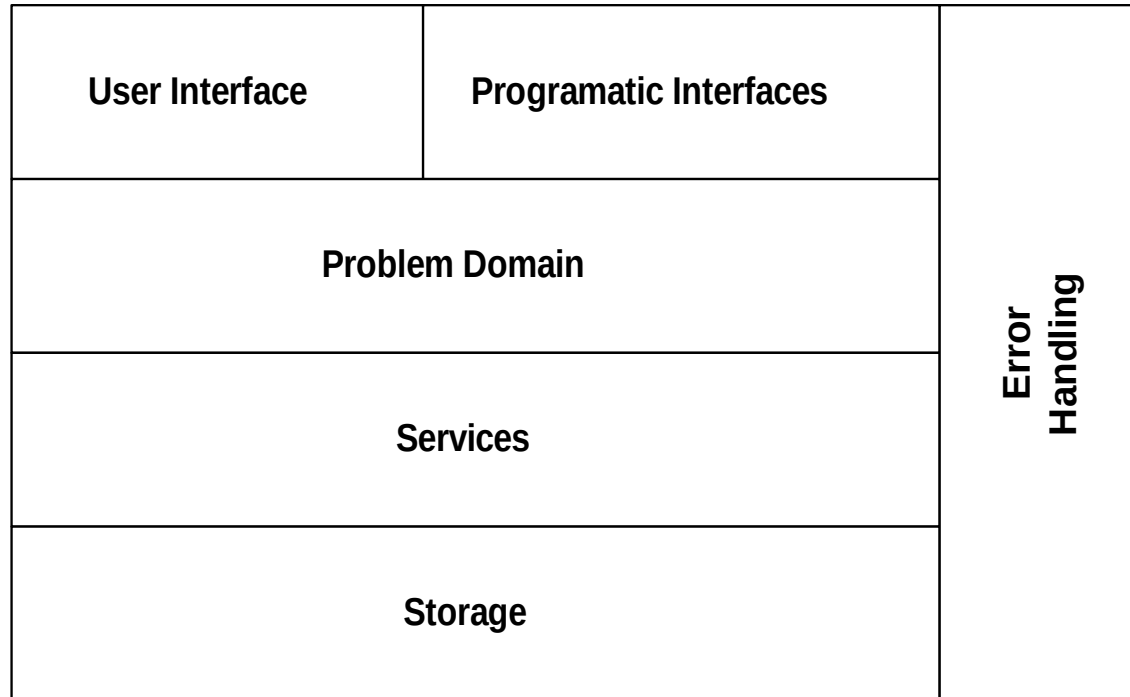 User Interface
Programatic Interfaces
Problem Domain
Services
Storage
Error
Handling